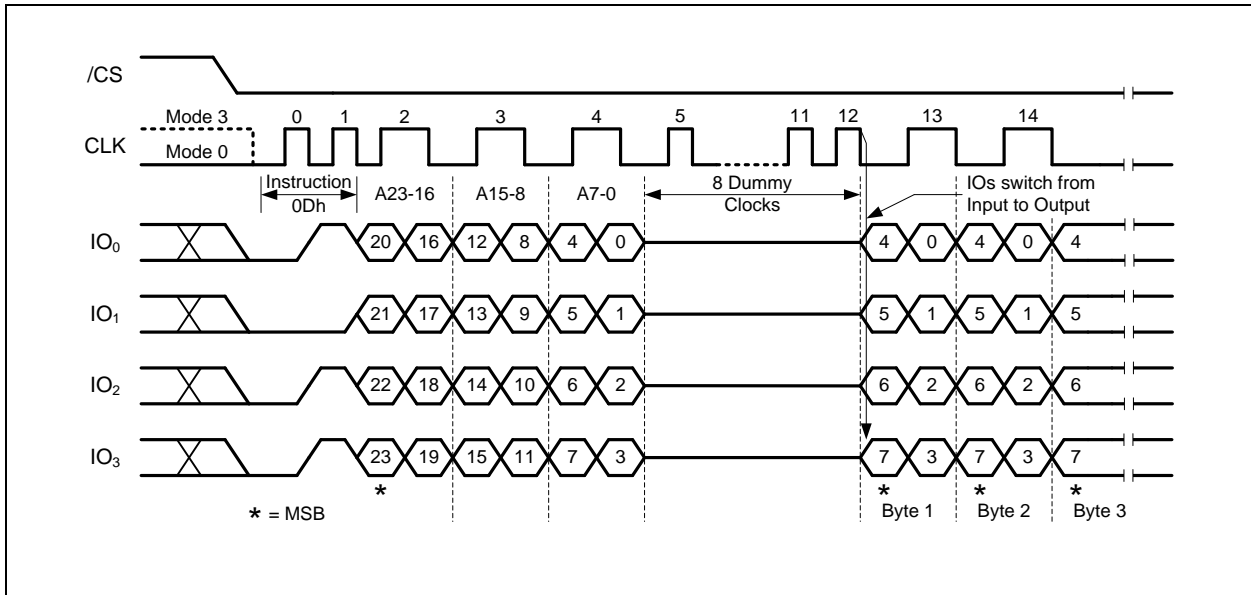 /CS
Mode 3 0 1 2 3 4 5 11 12 13 14
CLK
Mode 0
Instruction 0Dh A23-16 A15-8 A7-0 8 Dummy Clocks IOs switch from Input to Output
IO₀ 20 16 12 8 4 0 4 0 4 0 4
IO₁ 21 17 13 9 5 1 5 1 5 1 5
IO₂ 22 18 14 10 6 2 6 2 6 2 6
IO₃ 23 19 15 11 7 3 7 3 7 3 7
* * * *
* = MSB Byte 1 Byte 2 Byte 3